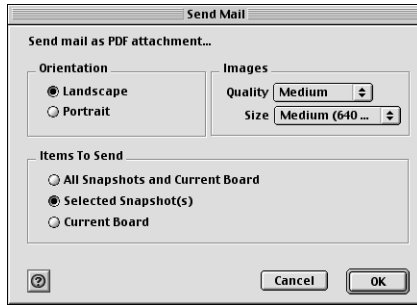 Send Mail
Send mail as PDF attachment...
Orientation
Landscape
Portrait
Images
Quality Medium
Size Medium (640 ...
Items To Send
All Snapshots and Current Board
Selected Snapshot(s)
Current Board
?
Cancel
OK